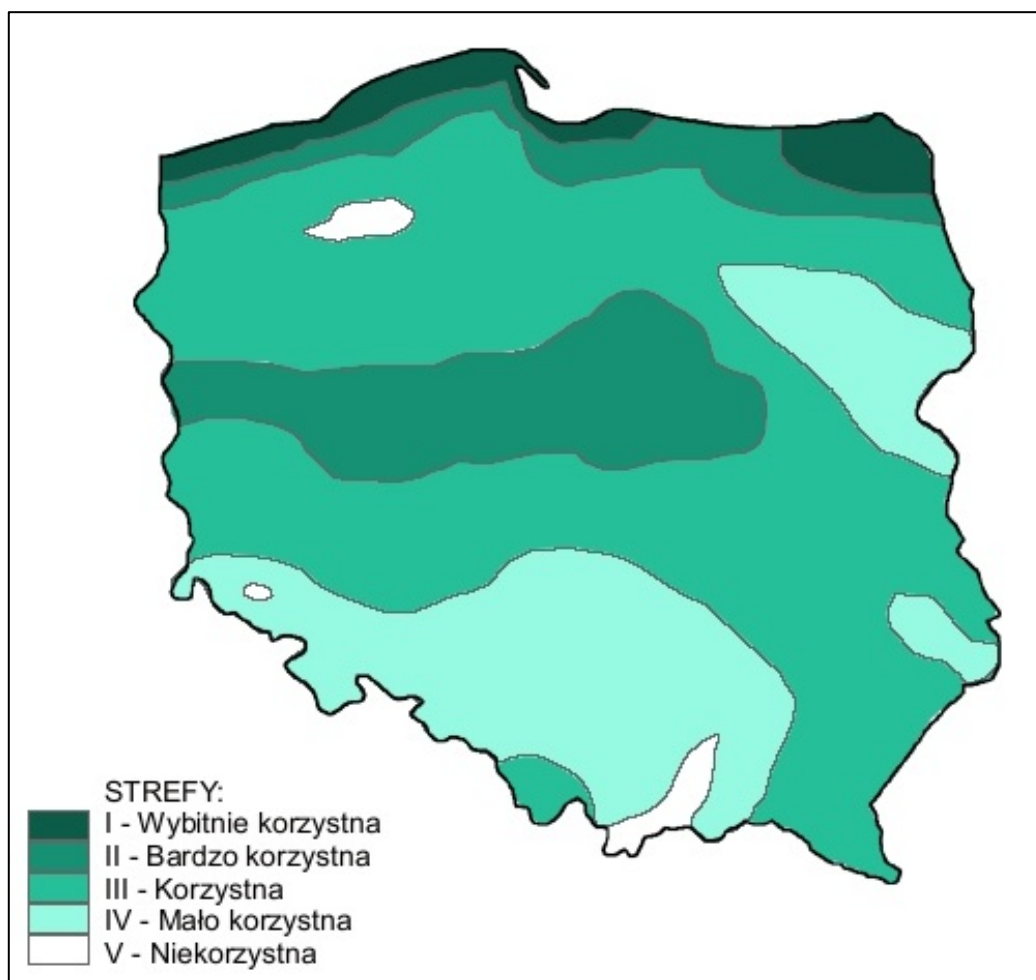 STREFY:
I - Wybitnie korzystna
II - Bardzo korzystna
III - Korzystna
IV - Mało korzystna
V - Niekorzystna